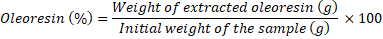 Oleoresin (%) = Weight of extracted oleoresin (g) / Initial weight of the sample (g) × 100